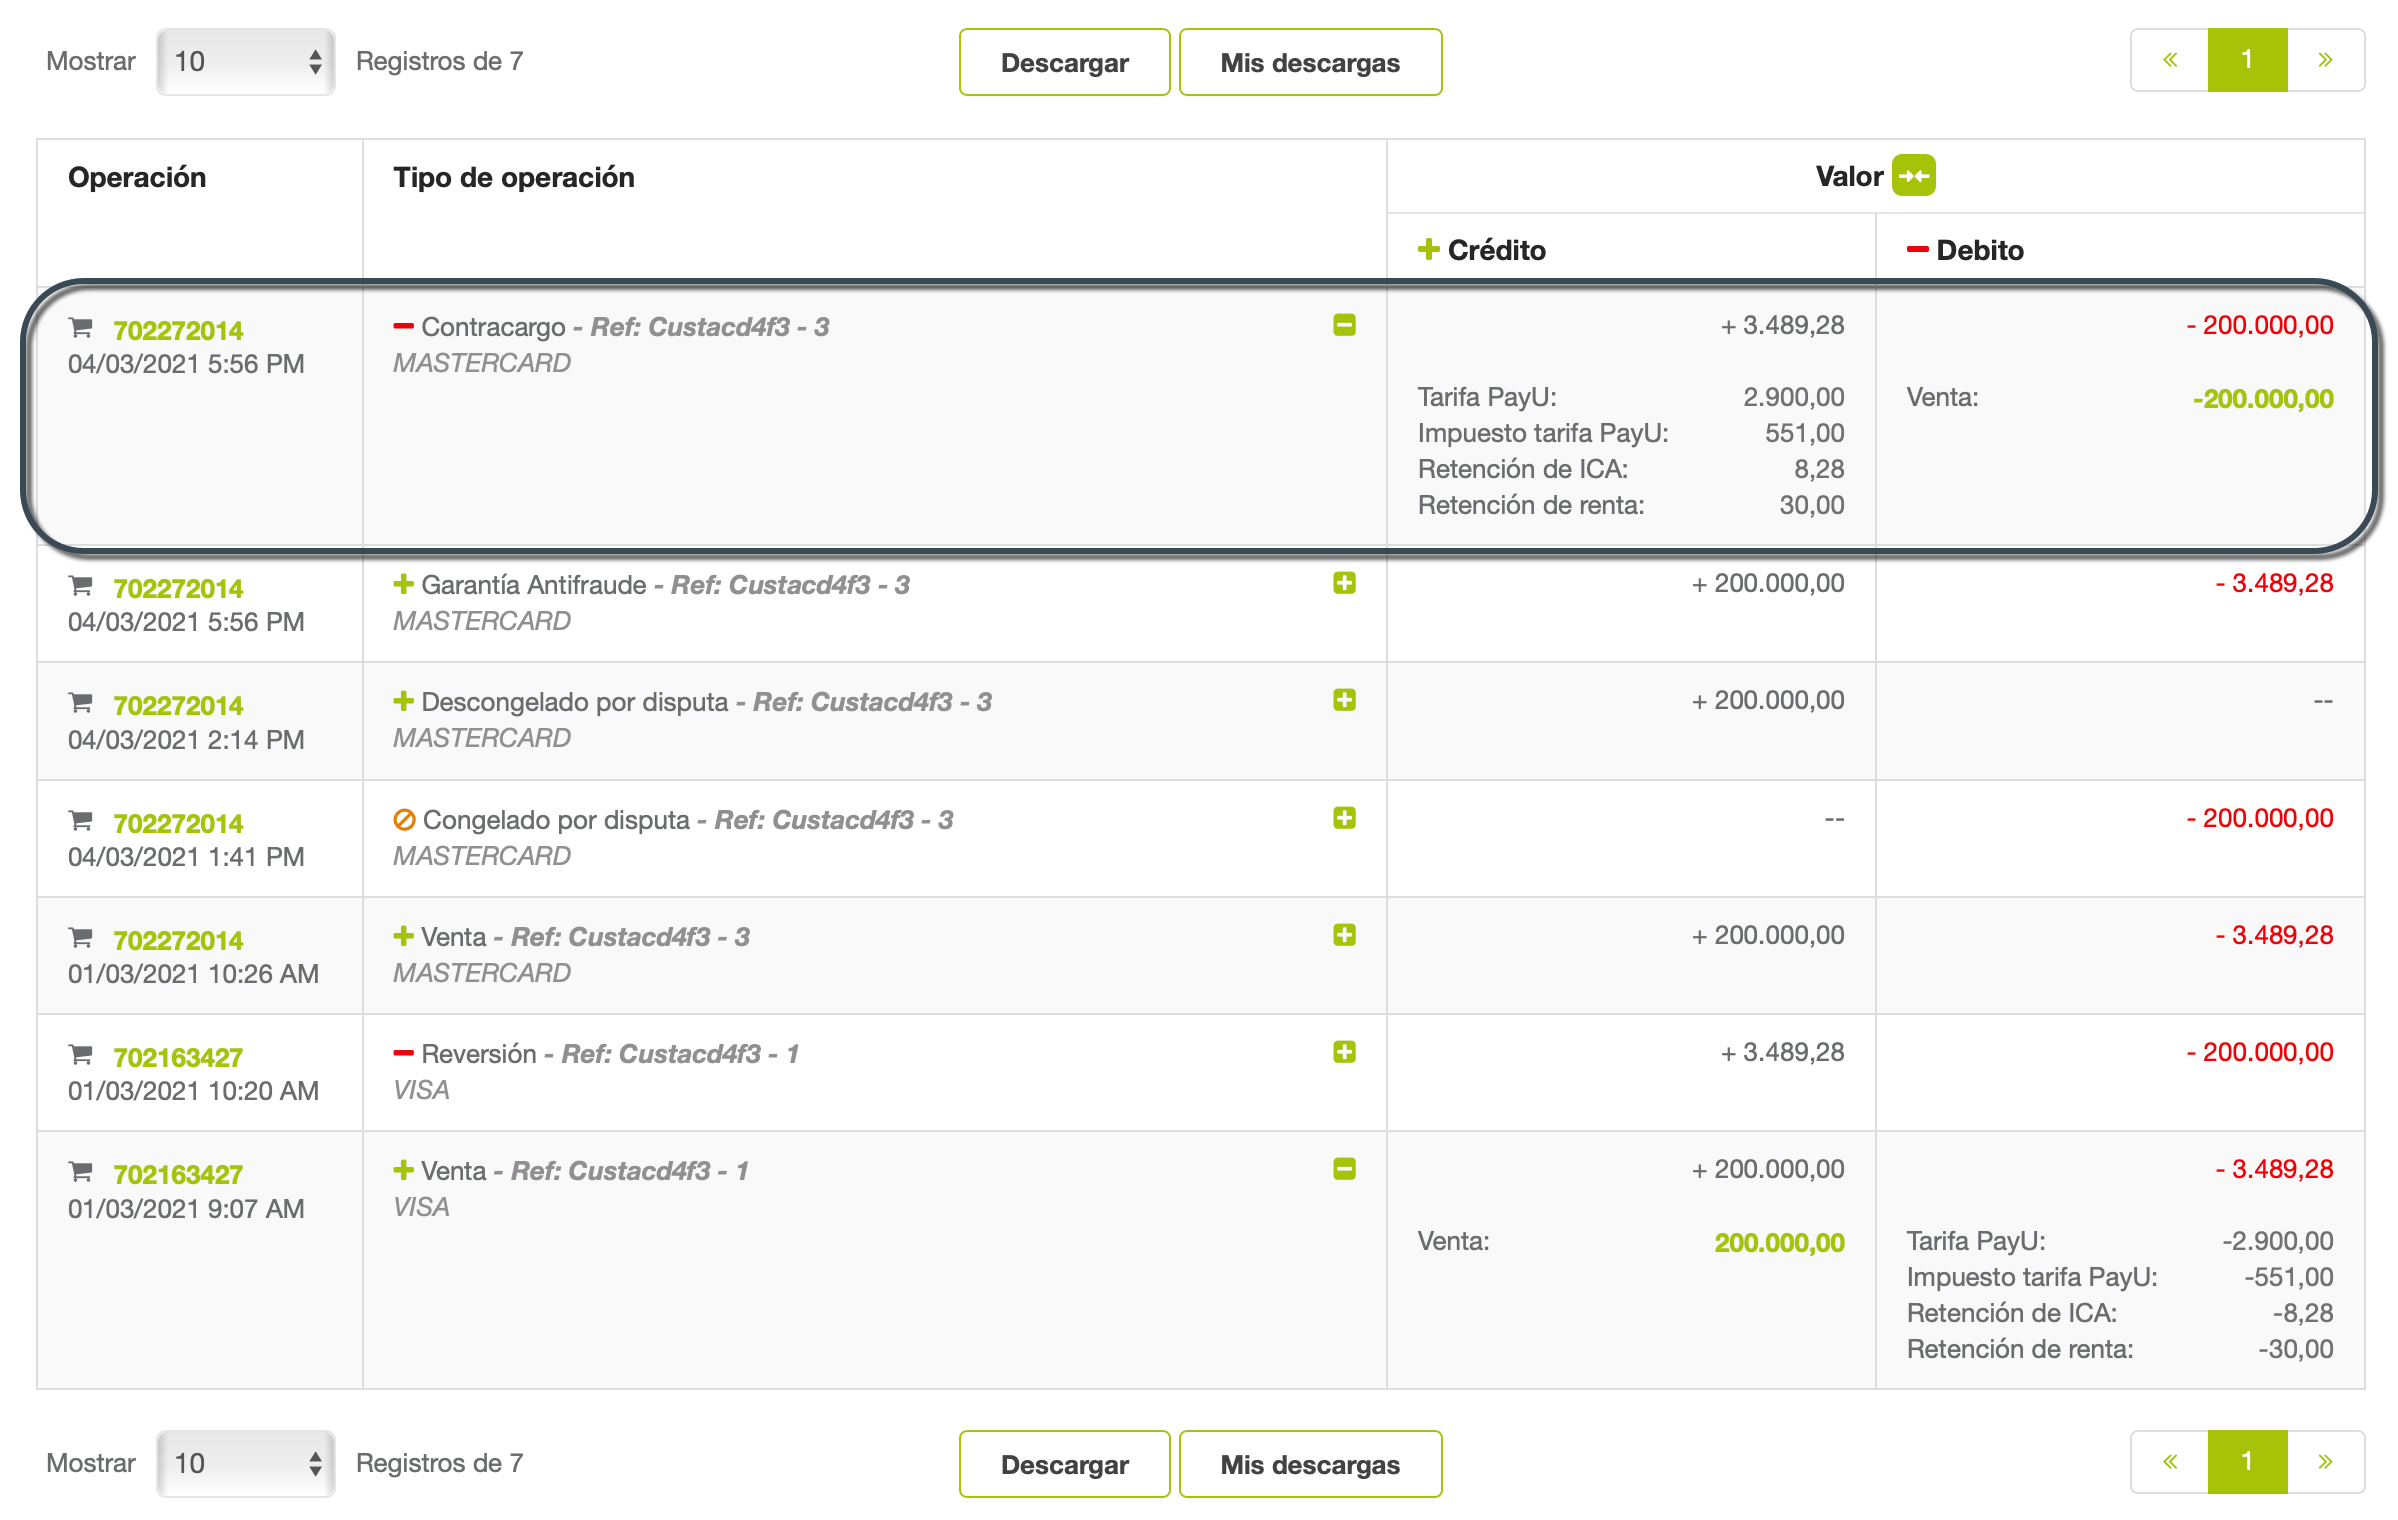 Mostrar 10 Registros de 7 Descargar Mis descargas « 1 »
Operación Tipo de operación Valor
Crédito Debito
702272014 Contracargo - Ref: Custacd4f3 - 3 + 3.489,28 - 200.000,00
04/03/2021 5:56 PM MASTERCARD
Tarifa PayU: 2.900,00 Venta: -200.000,00
Impuesto tarifa PayU: 551,00
Retención de ICA: 8,28
Retención de renta: 30,00
702272014 Garantía Antifraude - Ref: Custacd4f3 - 3 + 200.000,00 - 3.489,28
04/03/2021 5:56 PM MASTERCARD
702272014 Descongelado por disputa - Ref: Custacd4f3 - 3 + 200.000,00 --
04/03/2021 2:14 PM MASTERCARD
702272014 Congelado por disputa - Ref: Custacd4f3 - 3 -- - 200.000,00
04/03/2021 1:41 PM MASTERCARD
702272014 Venta - Ref: Custacd4f3 - 3 + 200.000,00 - 3.489,28
01/03/2021 10:26 AM MASTERCARD
702163427 Reversión - Ref: Custacd4f3 - 1 + 3.489,28 - 200.000,00
01/03/2021 10:20 AM VISA
702163427 Venta - Ref: Custacd4f3 - 1 + 200.000,00 - 3.489,28
01/03/2021 9:07 AM VISA
Venta: 200.000,00 Tarifa PayU: -2.900,00
Impuesto tarifa PayU: -551,00
Retención de ICA: -8,28
Retención de renta: -30,00
Mostrar 10 Registros de 7 Descargar Mis descargas « 1 »